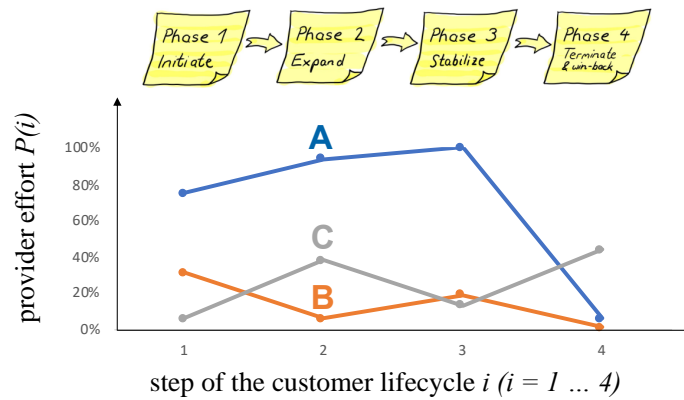 Phase 1
Initiate
Phase 2
Expand
Phase 3
Stabilize
Phase 4
Terminate
& win-back
provider effort P(i)
100%
80%
60%
40%
20%
0%
A
C
B
1 2 3 4
step of the customer lifecycle i (i = 1 ... 4)